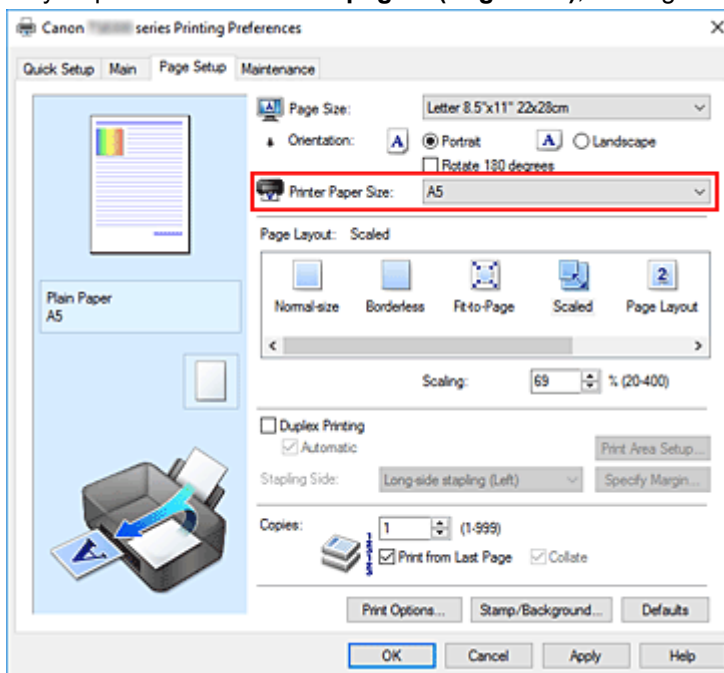 Canon series Printing Preferences
Quick Setup Main Page Setup Maintenance
Page Size: Letter 8.5"x11" 22x28cm
Orientation: A Portrait A Landscape
Rotate 180 degrees
Printer Paper Size: A5
Page Layout: Scaled
Normal-size Borderless Fit-to-Page Scaled Page Layout
Plain Paper
A5
Scaling: 69 % (20-400)
Duplex Printing
Automatic
Print Area Setup...
Stapling Side: Long-side stapling (Left) Specify Margin...
Copies: 1 (1-999)
Print from Last Page Collate
Print Options... Stamp/Background... Defaults
OK Cancel Apply Help